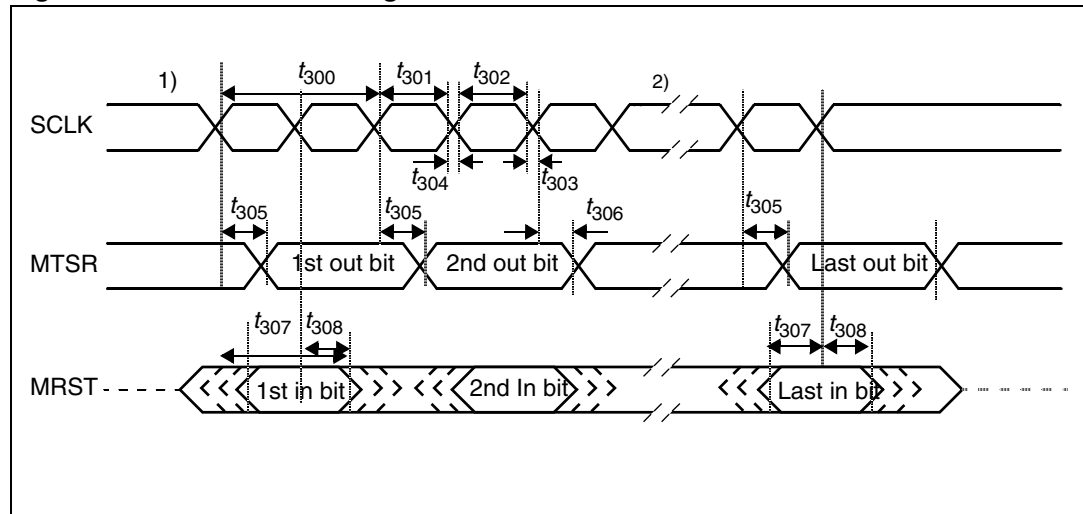 1)
t300
t301
t302
2)
SCLK
t304
t303
t305
t305
t306
t305
MTSR
1st out bit
2nd out bit
Last out bit
t307
t308
t307
t308
MRST
1st in bit
2nd In bit
Last in bit